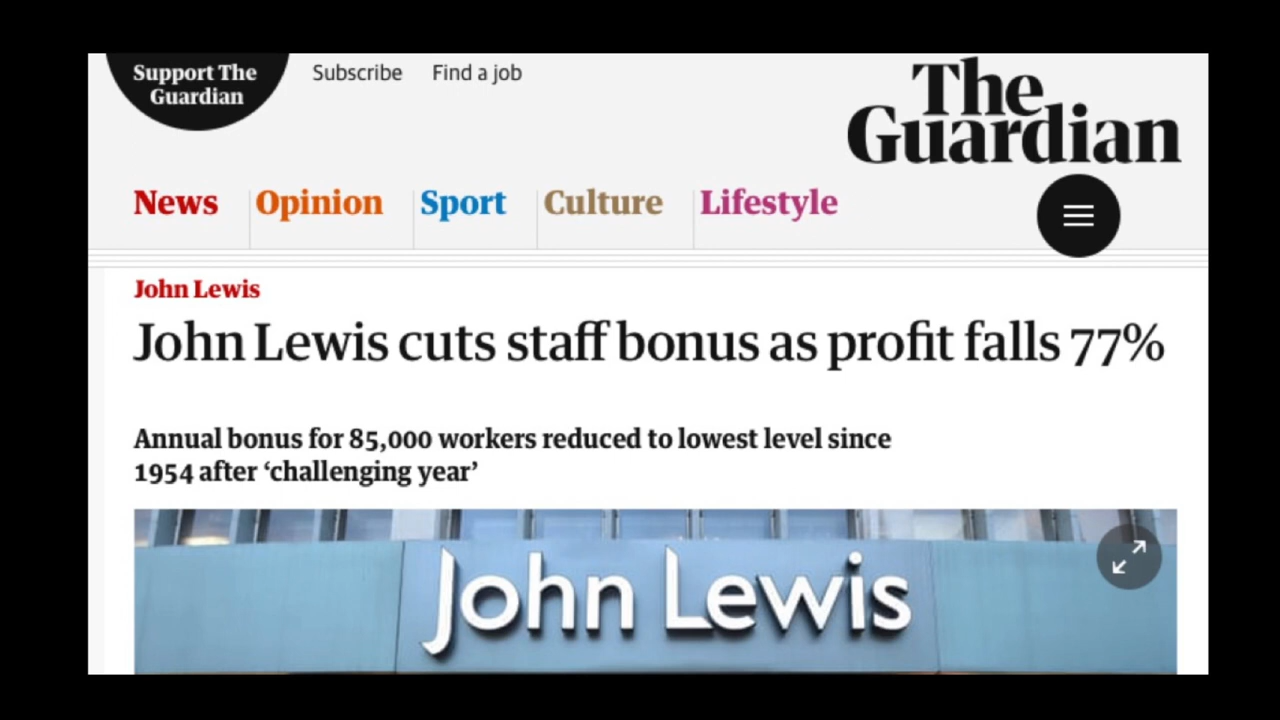 Support The
Guardian
Subscribe
Find a job
The
Guardian
News
Opinion
Sport
Culture
Lifestyle
John Lewis
John Lewis cuts staff bonus as profit falls 77%
Annual bonus for 85,000 workers reduced to lowest level since
1954 after ‘challenging year’
John Lewis